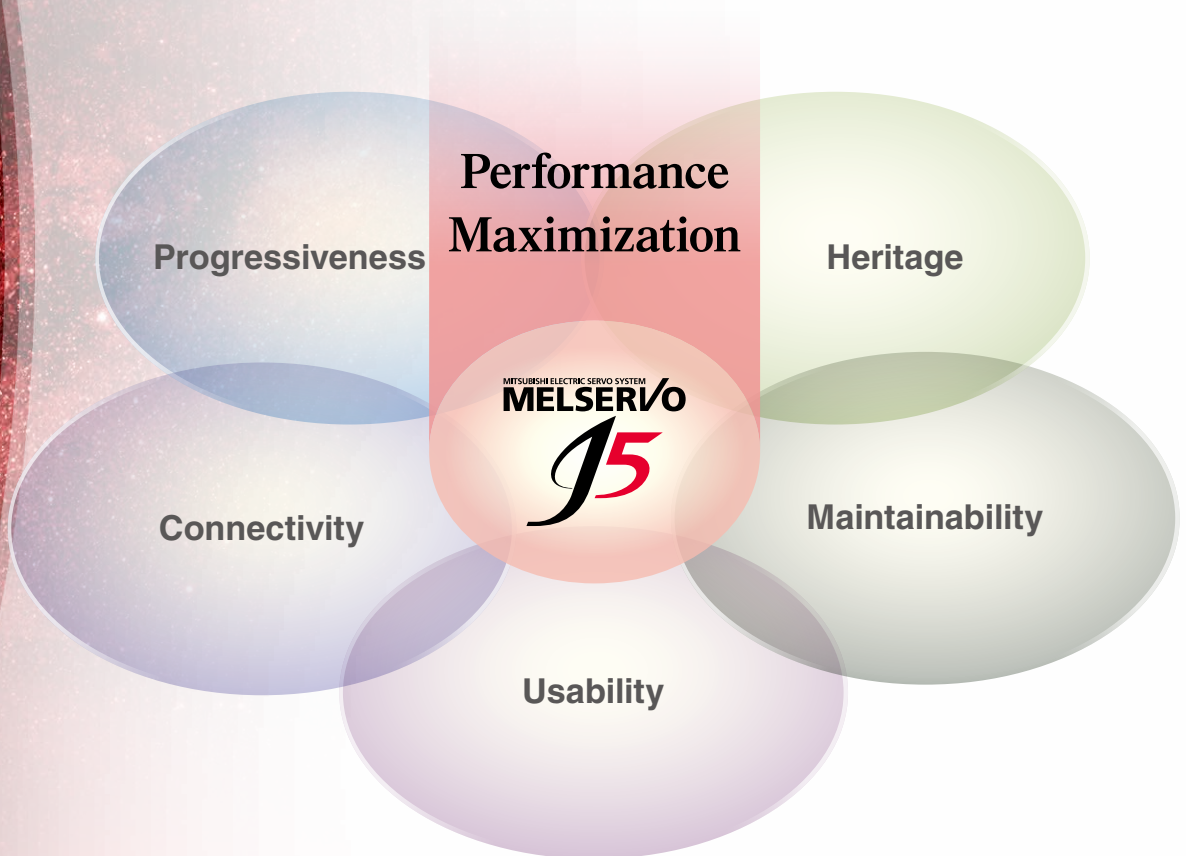 Performance
Maximization
Progressiveness
Heritage
MITSUBISHI ELECTRIC SERVO SYSTEM
MELSERVO
J5
Connectivity
Maintainability
Usability